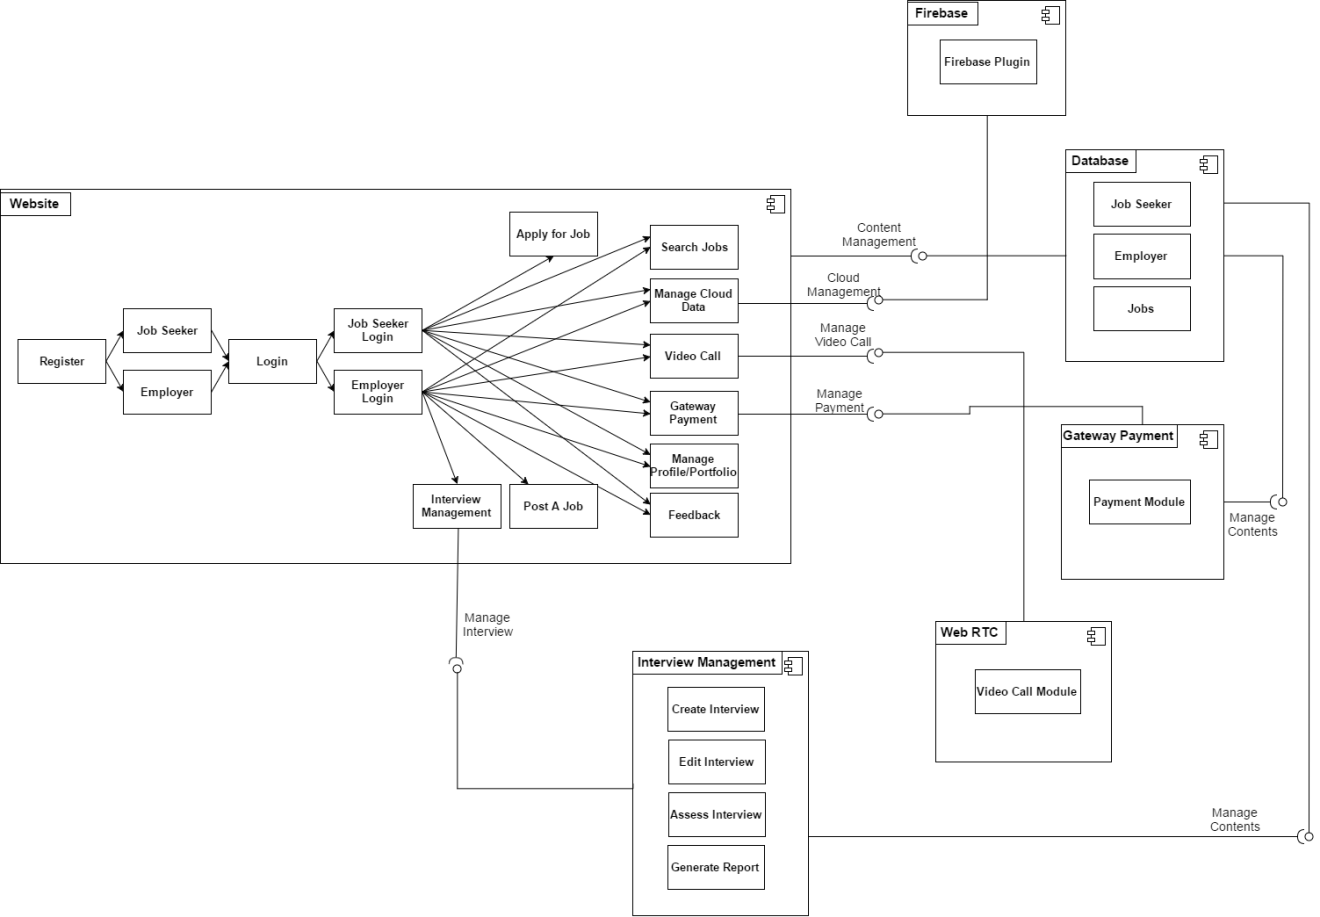 Firebase
Firebase Plugin
Database
Job Seeker
Employer
Jobs
Website
Apply for Job
Search Jobs
Manage Cloud
Data
Video Call
Gateway
Payment
Manage
Profile/Portfolio
Feedback
Register
Job Seeker
Employer
Login
Job Seeker
Login
Employer
Login
Interview
Management
Post A Job
Content
Management
Cloud
Management
Manage
Video Call
Manage
Payment
Gateway Payment
Payment Module
Manage
Contents
Manage
Interview
Web RTC
Video Call Module
Interview Management
Create Interview
Edit Interview
Assess Interview
Generate Report
Manage
Contents